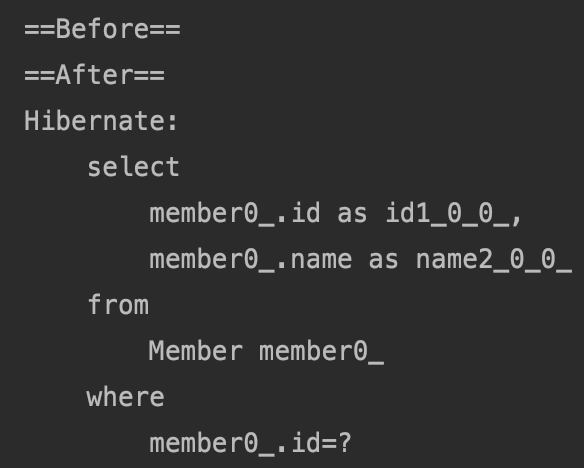 ==Before==
==After==
Hibernate:
    select
        member0_.id as id1_0_0_,
        member0_.name as name2_0_0_
    from
        Member member0_
    where
        member0_.id=?